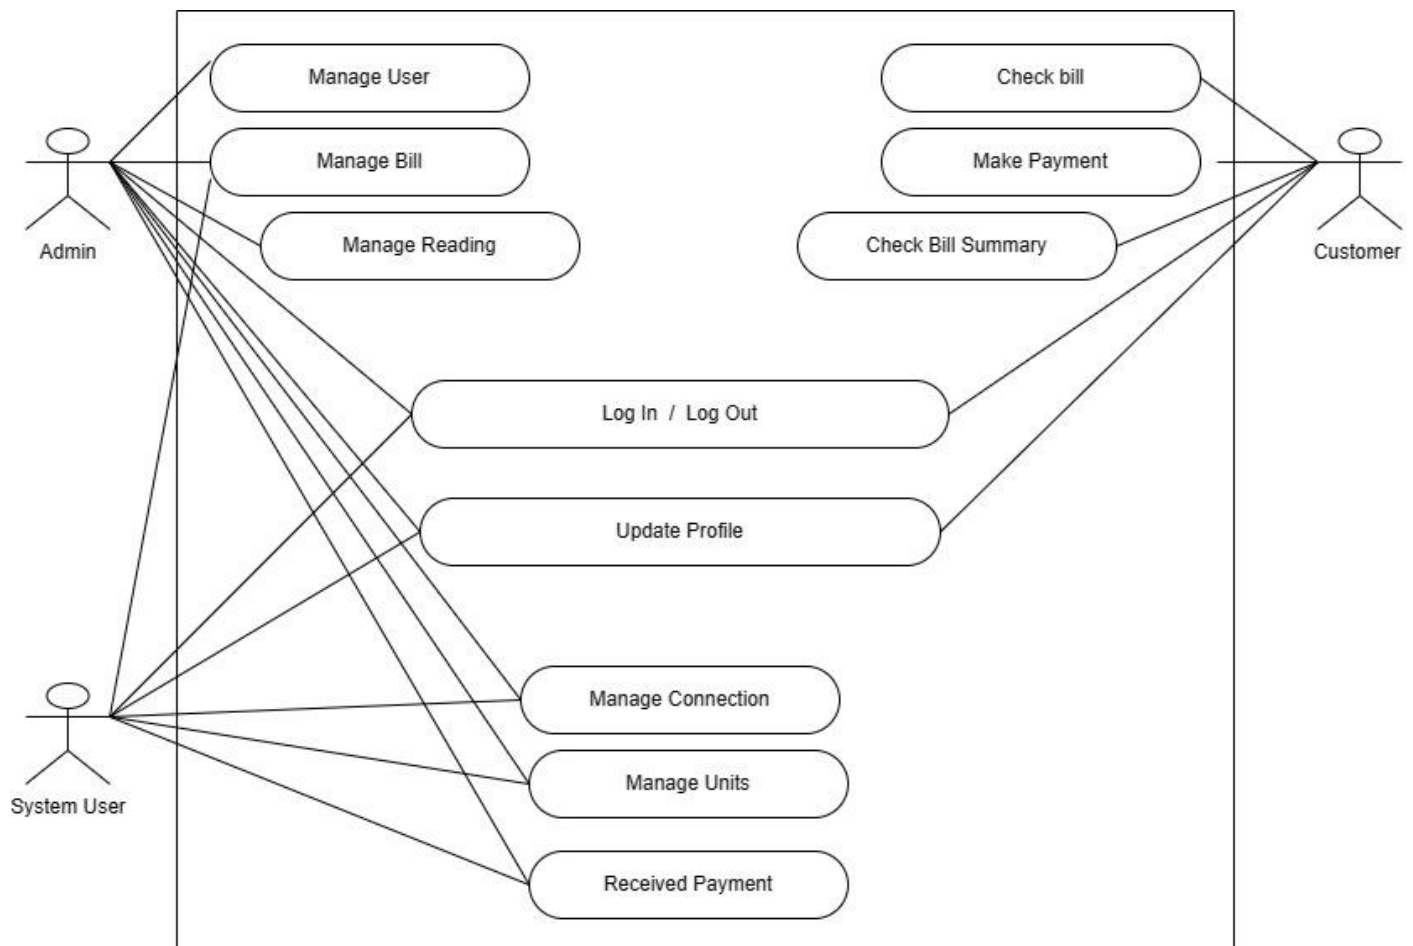 Manage User
Check bill
Manage Bill
Make Payment
Admin
Manage Reading
Check Bill Summary
Customer
Log In / Log Out
Update Profile
Manage Connection
Manage Units
System User
Received Payment